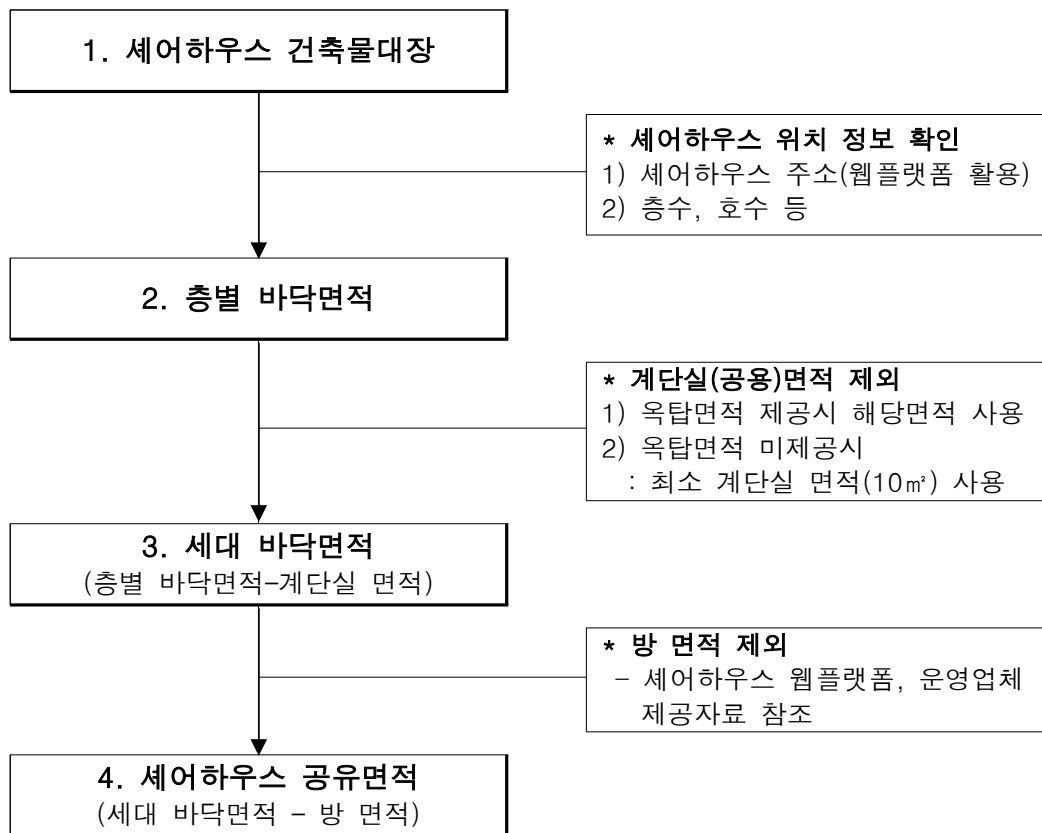 1. 셰어하우스 건축물대장
* 셰어하우스 위치 정보 확인
1) 셰어하우스 주소(웹플랫폼 활용)
2) 층수, 호수 등
2. 층별 바닥면적
* 계단실(공용)면적 제외
1) 옥탑면적 제공시 해당면적 사용
2) 옥탑면적 미제공시
: 최소 계단실 면적(10㎡) 사용
3. 세대 바닥면적
(층별 바닥면적-계단실 면적)
* 방 면적 제외
- 셰어하우스 웹플랫폼, 운영업체
제공자료 참조
4. 셰어하우스 공유면적
(세대 바닥면적 - 방 면적)